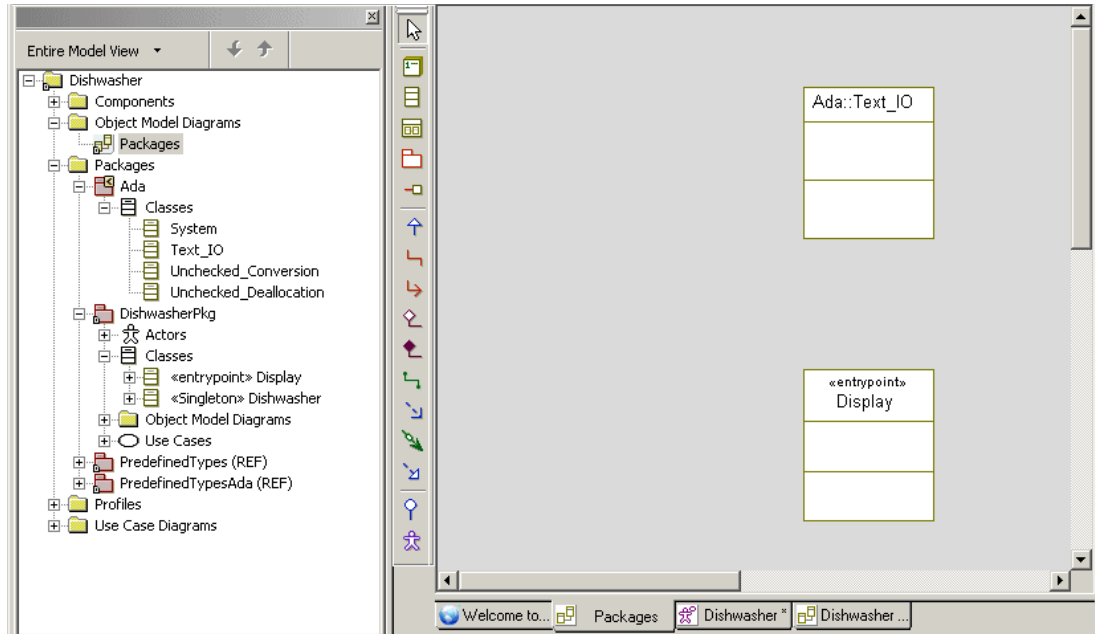 Entire Model View
Dishwasher
Components
Object Model Diagrams
Packages
Packages
Ada
Classes
System
Text_IO
Unchecked_Conversion
Unchecked_Deallocation
DishwasherPkg
Actors
Classes
«entrypoint» Display
«Singleton» Dishwasher
Object Model Diagrams
Use Cases
PredefinedTypes (REF)
PredefinedTypesAda (REF)
Profiles
Use Case Diagrams
Ada::Text_IO
«entrypoint»
Display
Welcome to... Packages Dishwasher * Dishwasher ...